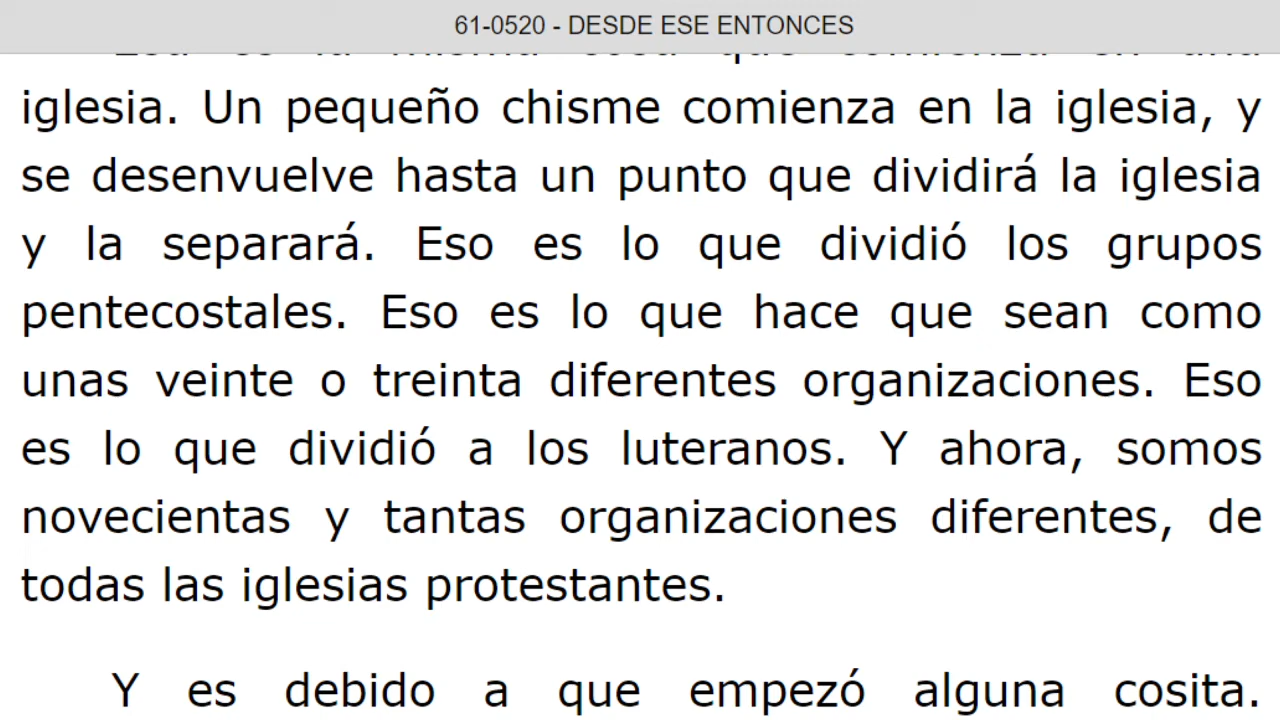 61-0520 - DESDE ESE ENTONCES
iglesia. Un pequeño chisme comienza en la iglesia, y
se desenvuelve hasta un punto que dividirá la iglesia
y la separará. Eso es lo que dividió los grupos
pentecostales. Eso es lo que hace que sean como
unas veinte o treinta diferentes organizaciones. Eso
es lo que dividió a los luteranos. Y ahora, somos
novecientas y tantas organizaciones diferentes, de
todas las iglesias protestantes.
Y es debido a que empezó alguna cosita.